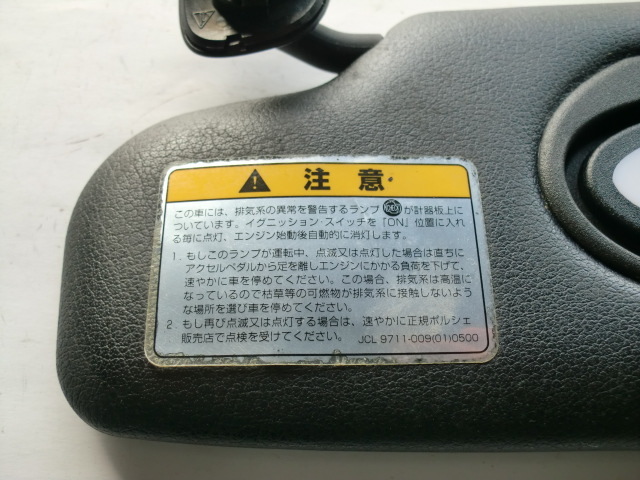 注意
この車には、排気系の異常を警告するランプ が計器板上に
ついています。イグニッション・スイッチを「ON」位置に入れ
る毎に点灯、エンジン始動後自動的に消灯します。
1. もしこのランプが運転中、点滅又は点灯した場合は直ちに
アクセルペダルから足を離しエンジンにかかる負荷を下げて、
速やかに車を停めてください。この場合、排気系は高温に
なっているので枯草等の可燃物が排気系に接触しないよう
な場所を選び車を停めてください。
2. もし再び点滅又は点灯する場合は、速やかに正規ポルシェ
販売店で点検を受けてください。 JCL 9711-009(01)0500